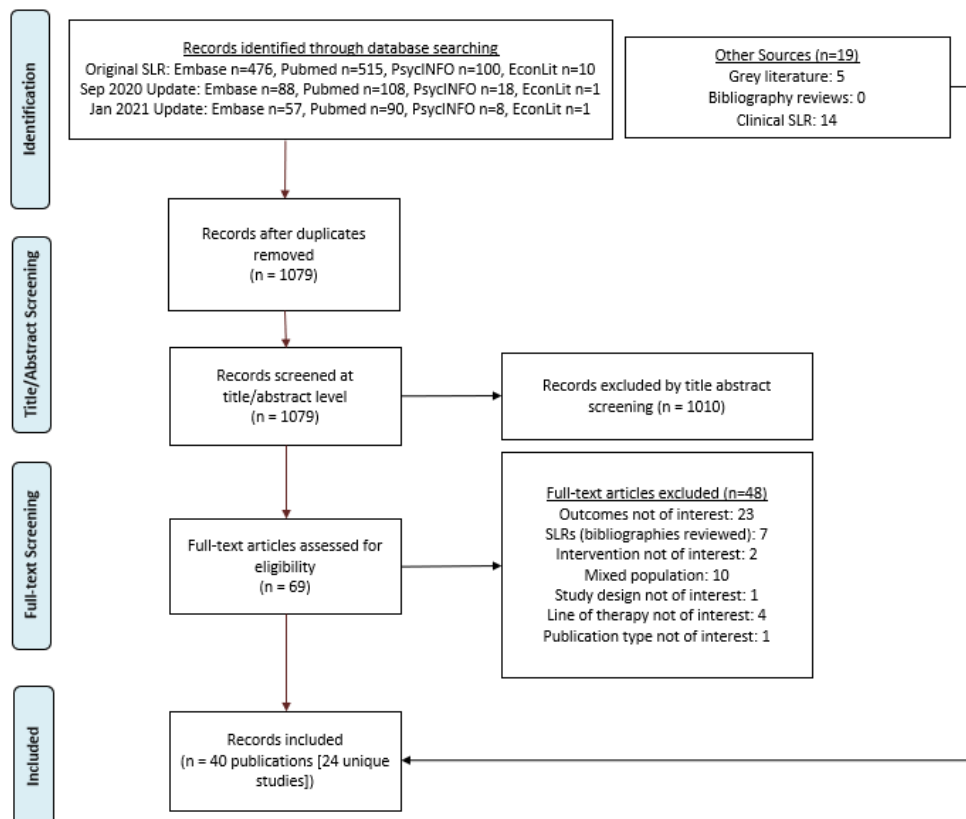 Identification
Records identified through database searching
Original SLR: Embase n=476, Pubmed n=515, PsycINFO n=100, EconLit n=10
Sep 2020 Update: Embase n=88, Pubmed n=108, PsycINFO n=18, EconLit n=1
Jan 2021 Update: Embase n=57, Pubmed n=90, PsycINFO n=8, EconLit n=1
Other Sources (n=19)
Grey literature: 5
Bibliography reviews: 0
Clinical SLR: 14
Title/Abstract Screening
Records after duplicates
removed
(n = 1079)
Records screened at
title/abstract level
(n = 1079)
Records excluded by title abstract
screening (n = 1010)
Full-text Screening
Full-text articles assessed for
eligibility
(n = 69)
Full-text articles excluded (n=48)
Outcomes not of interest: 23
SLRs (bibliographies reviewed): 7
Intervention not of interest: 2
Mixed population: 10
Study design not of interest: 1
Line of therapy not of interest: 4
Publication type not of interest: 1
Included
Records included
(n = 40 publications [24 unique
studies])